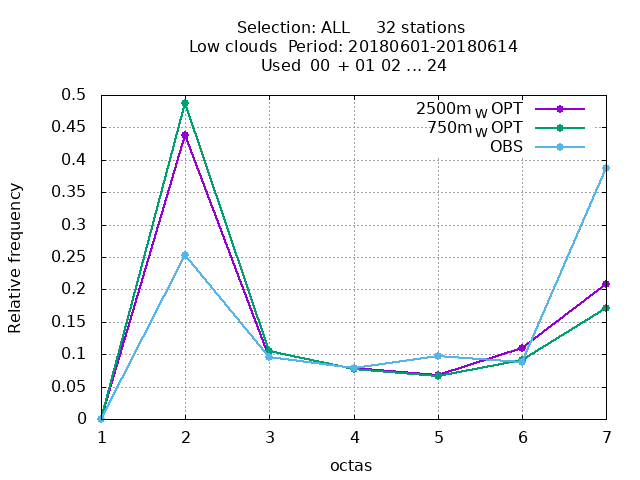 Selection: ALL     32 stations
Low clouds  Period: 20180601-20180614
Used  00 + 01 02 ... 24
0.5
0.45
0.4
0.35
0.3
0.25
0.2
0.15
0.1
0.05
0
Relative frequency
2500m W OPT
750m W OPT
OBS
1 2 3 4 5 6 7
octas